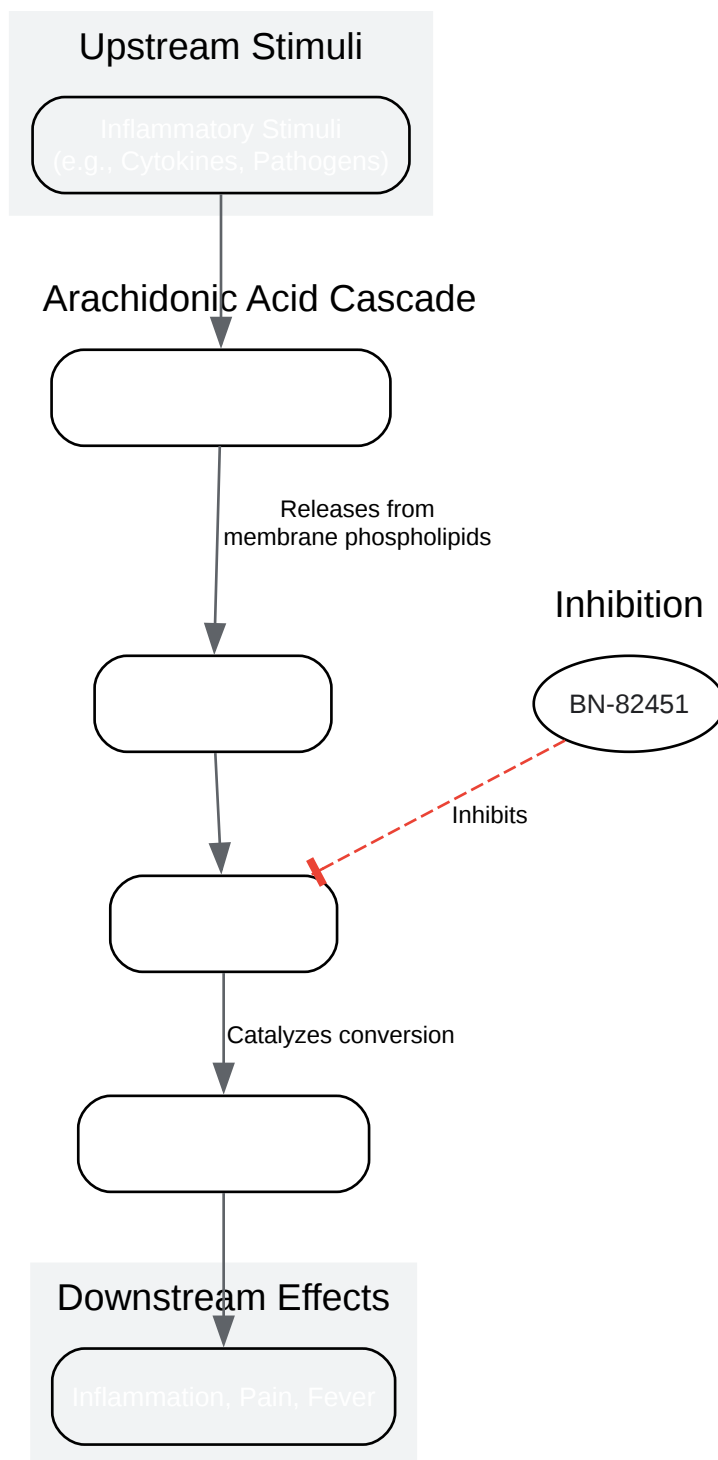 Upstream Stimuli
Inflammatory Stimuli
(e.g., Cytokines, Pathogens)
Arachidonic Acid Cascade
Releases from
membrane phospholipids
Inhibition
BN-82451
Inhibits
Catalyzes conversion
Downstream Effects
Inflammation, Pain, Fever